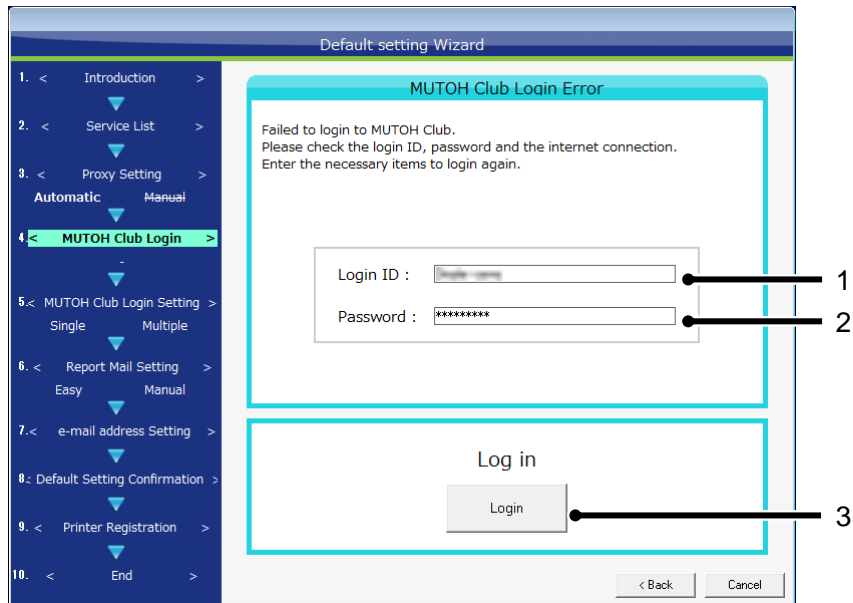 Default setting Wizard
1. < Introduction >
2. < Service List >
3. < Proxy Setting >
Automatic Manual
4.< MUTOH Club Login >
-
5.< MUTOH Club Login Setting >
Single Multiple
6. < Report Mail Setting >
Easy Manual
7.< e-mail address Setting >
8.< Default Setting Confirmation >
9. < Printer Registration >
10. < End >
MUTOH Club Login Error
Failed to login to MUTOH Club.
Please check the login ID, password and the internet connection.
Enter the necessary items to login again.
Login ID :
1
Password : *********
2
Log in
Login
3
< Back Cancel